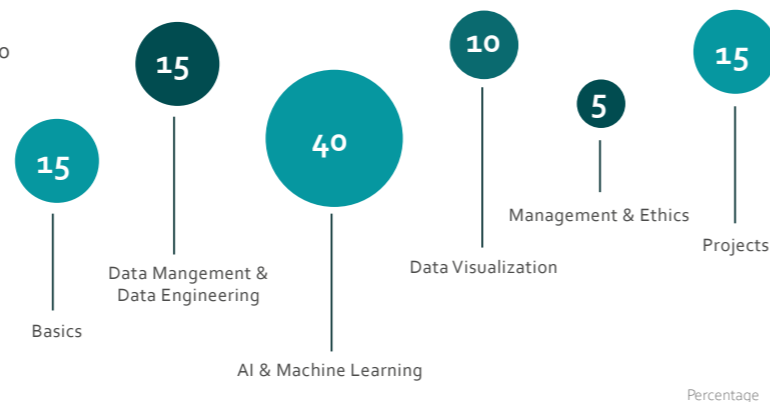 o
15
Basics
15
Data Mangement &
Data Engineering
40
AI & Machine Learning
10
Data Visualization
5
Management & Ethics
15
Projects
Percentage